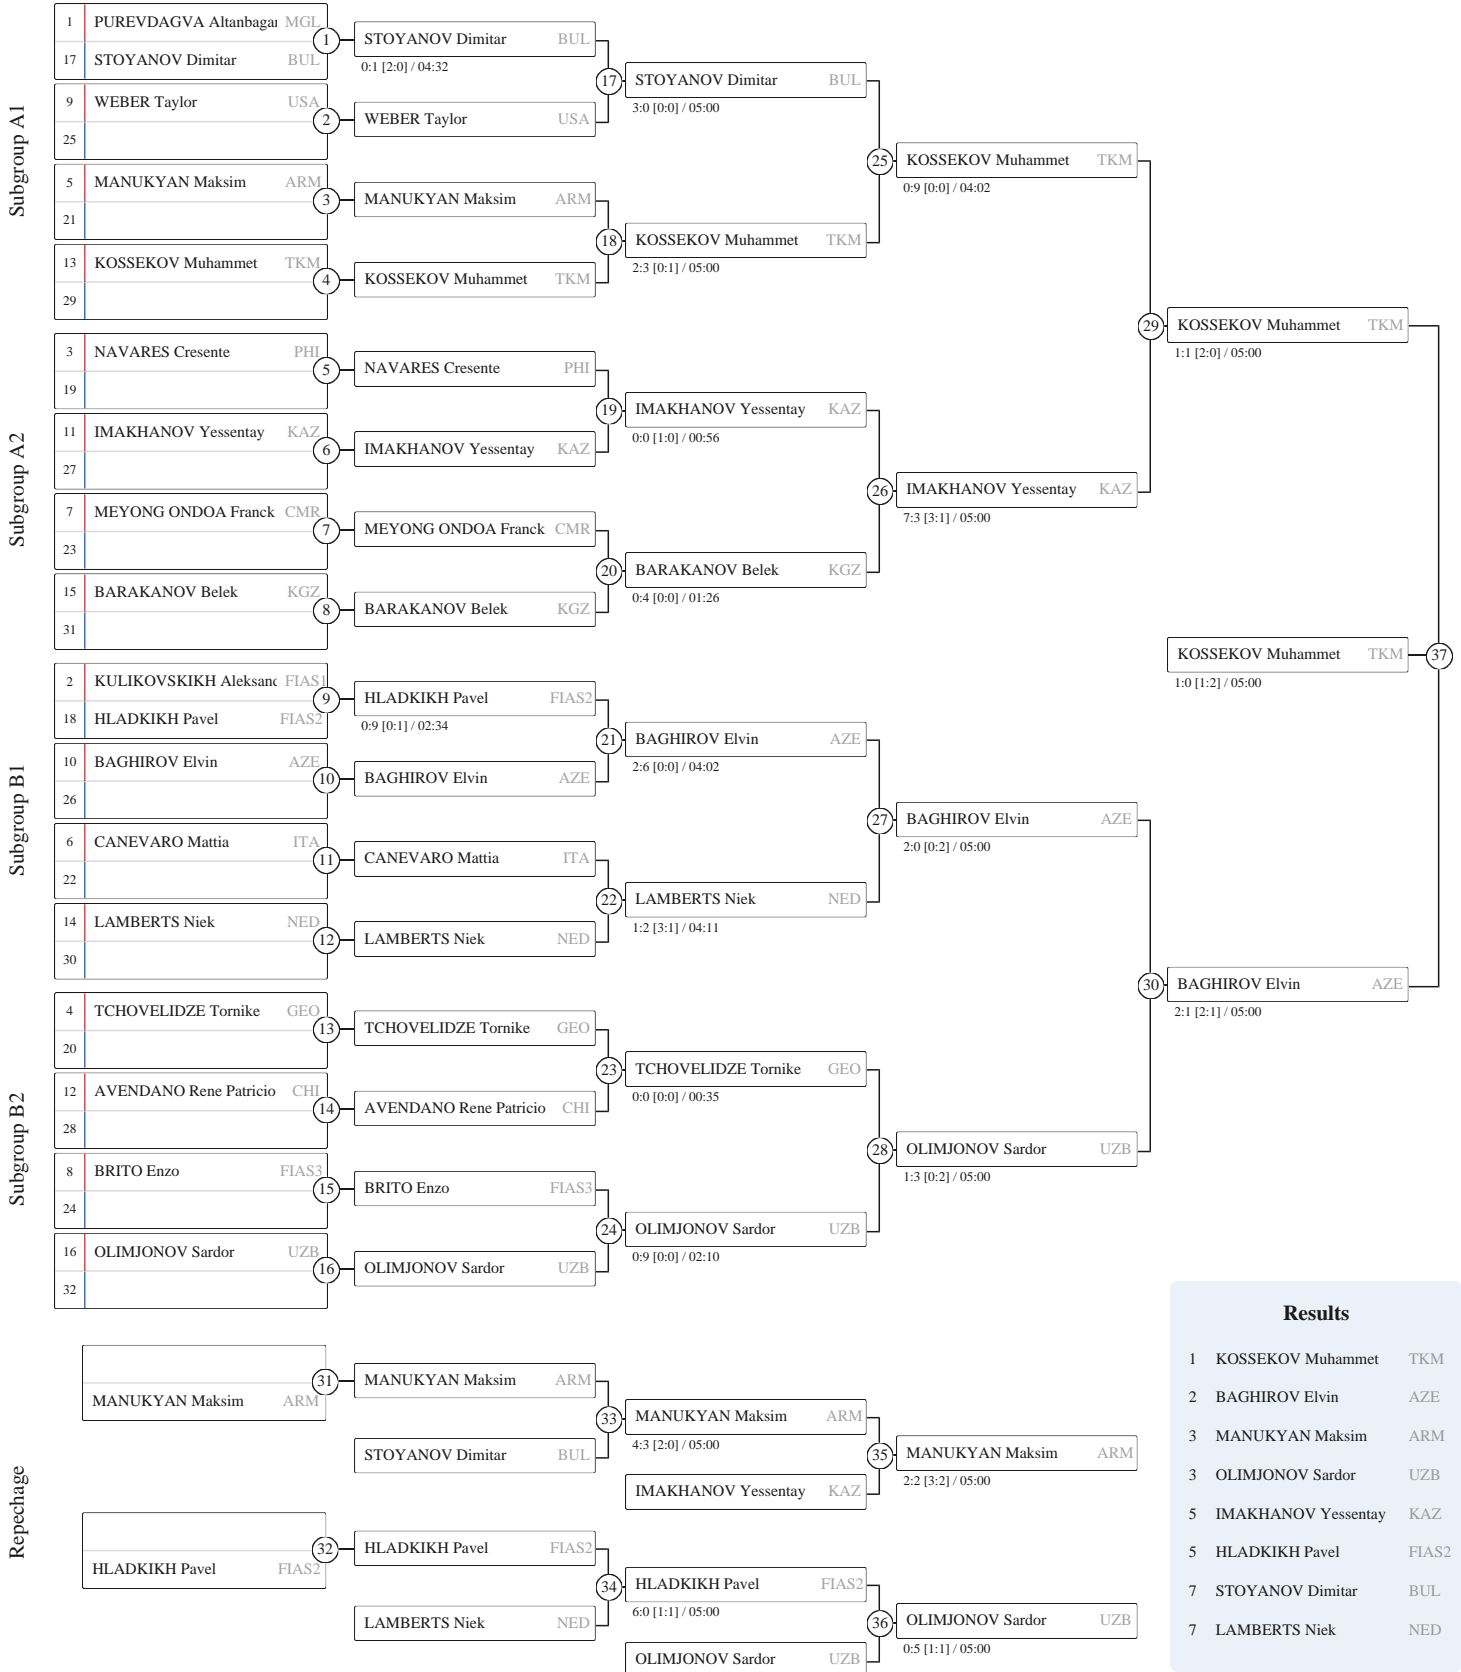 Subgroup A1
1 PUREVDAGVA Altanbagar MGL
17 STOYANOV Dimitar BUL
1
9 WEBER Taylor USA
25
2
5 MANUKYAN Maksim ARM
21
3
13 KOSSEKOV Muhammet TKM
29
4
STOYANOV Dimitar BUL
0:1 [2:0] / 04:32
WEBER Taylor USA
17
MANUKYAN Maksim ARM
KOSSEKOV Muhammet TKM
18
STOYANOV Dimitar BUL
3:0 [0:0] / 05:00
KOSSEKOV Muhammet TKM
2:3 [0:1] / 05:00
25
KOSSEKOV Muhammet TKM
0:9 [0:0] / 04:02
Subgroup A2
3 NAVARES Cresente PHI
19
5
11 IMAKHANOV Yessentay KAZ
27
6
7 MEYONG ONDOA Franck CMR
23
7
15 BARAKANOV Belek KGZ
31
8
NAVARES Cresente PHI
IMAKHANOV Yessentay KAZ
19
MEYONG ONDOA Franck CMR
BARAKANOV Belek KGZ
20
IMAKHANOV Yessentay KAZ
0:0 [1:0] / 00:56
BARAKANOV Belek KGZ
0:4 [0:0] / 01:26
26
IMAKHANOV Yessentay KAZ
7:3 [3:1] / 05:00
29
KOSSEKOV Muhammet TKM
1:1 [2:0] / 05:00
KOSSEKOV Muhammet TKM
1:0 [1:2] / 05:00
37
Subgroup B1
2 KULIKOVSKIKH Aleksand FIAS1
18 HLADKIKH Pavel FIAS2
9
10 BAGHIROV Elvin AZE
26
10
6 CANEVARO Mattia ITA
22
11
14 LAMBERTS Niek NED
30
12
HLADKIKH Pavel FIAS2
0:9 [0:1] / 02:34
BAGHIROV Elvin AZE
21
CANEVARO Mattia ITA
LAMBERTS Niek NED
22
BAGHIROV Elvin AZE
2:6 [0:0] / 04:02
LAMBERTS Niek NED
1:2 [3:1] / 04:11
27
BAGHIROV Elvin AZE
2:0 [0:2] / 05:00
30
BAGHIROV Elvin AZE
2:1 [2:1] / 05:00
Subgroup B2
4 TCHOVELIDZE Tornike GEO
20
13
12 AVENDANO Rene Patricio CHI
28
14
8 BRITO Enzo FIAS3
24
15
16 OLIMJONOV Sardor UZB
32
16
TCHOVELIDZE Tornike GEO
AVENDANO Rene Patricio CHI
23
BRITO Enzo FIAS3
OLIMJONOV Sardor UZB
24
TCHOVELIDZE Tornike GEO
0:0 [0:0] / 00:35
OLIMJONOV Sardor UZB
0:9 [0:0] / 02:10
28
OLIMJONOV Sardor UZB
1:3 [0:2] / 05:00
Repechage
MANUKYAN Maksim ARM
31
MANUKYAN Maksim ARM
STOYANOV Dimitar BUL
33
MANUKYAN Maksim ARM
4:3 [2:0] / 05:00
IMAKHANOV Yessentay KAZ
35
MANUKYAN Maksim ARM
2:2 [3:2] / 05:00
HLADKIKH Pavel FIAS2
32
HLADKIKH Pavel FIAS2
LAMBERTS Niek NED
34
HLADKIKH Pavel FIAS2
6:0 [1:1] / 05:00
OLIMJONOV Sardor UZB
36
OLIMJONOV Sardor UZB
0:5 [1:1] / 05:00
Results
1 KOSSEKOV Muhammet TKM
2 BAGHIROV Elvin AZE
3 MANUKYAN Maksim ARM
3 OLIMJONOV Sardor UZB
5 IMAKHANOV Yessentay KAZ
5 HLADKIKH Pavel FIAS2
7 STOYANOV Dimitar BUL
7 LAMBERTS Niek NED